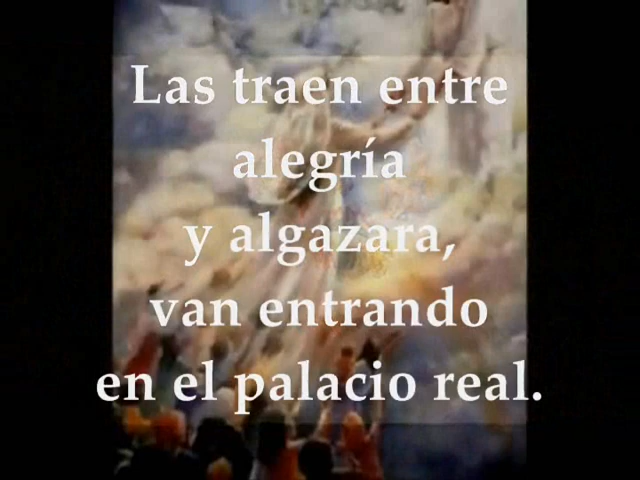 Las traen entre
alegría
y algazara,
van entrando
en el palacio real.